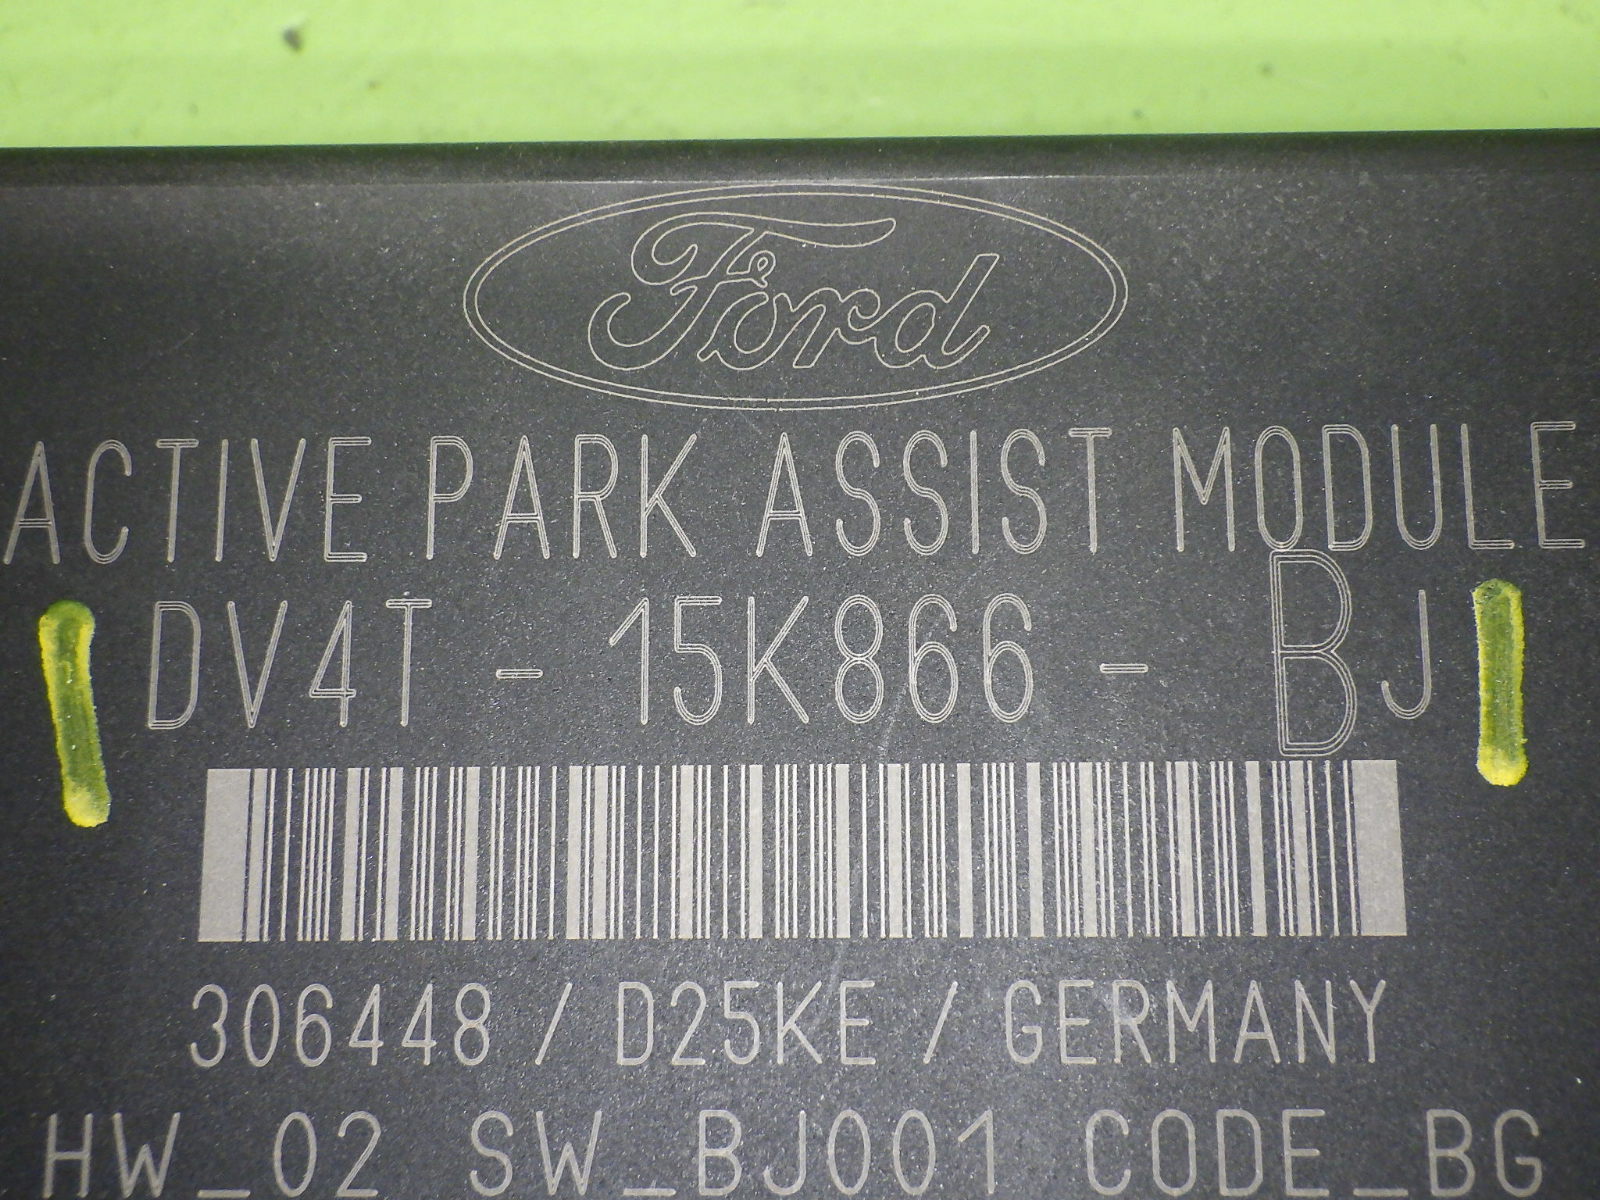 Ford
ACTIVE PARK ASSIST MODULE
DV4T - 15K866 - BJ
306448 / D25KE / GERMANY
HW_02 SW_BJ001 CODE_BG